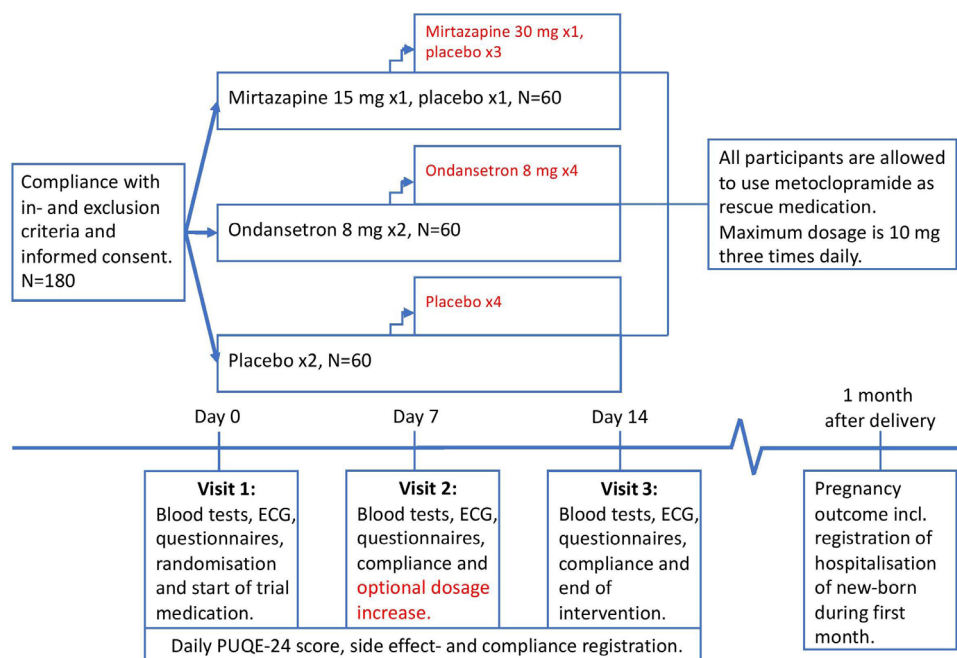 Mirtazapine 30 mg x1,
placebo x3
Mirtazapine 15 mg x1, placebo x1, N=60
Compliance with
in- and exclusion
criteria and
informed consent.
N=180
Ondansetron 8 mg x4
Ondansetron 8 mg x2, N=60
Placebo x4
Placebo x2, N=60
All participants are allowed
to use metoclopramide as
rescue medication.
Maximum dosage is 10 mg
three times daily.
Day 0
Day 7
Day 14
1 month
after delivery
Visit 1:
Blood tests, ECG,
questionnaires,
randomisation
and start of trial
medication.
Visit 2:
Blood tests, ECG,
questionnaires,
compliance and
optional dosage
increase.
Visit 3:
Blood tests, ECG,
questionnaires,
compliance and
end of
intervention.
Pregnancy
outcome incl.
registration of
hospitalisation
of new-born
during first
month.
Daily PUQE-24 score, side effect- and compliance registration.